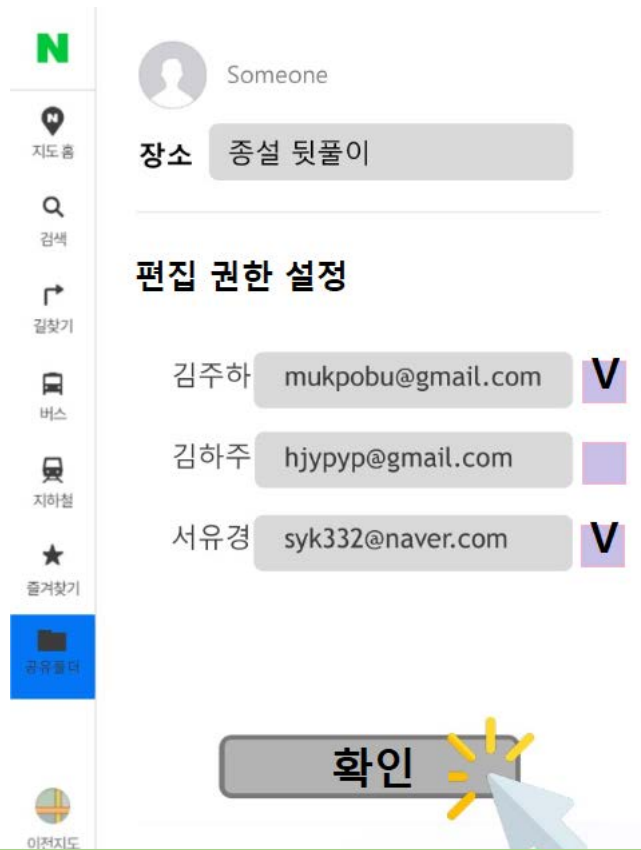 N
지도 홈
검색
길찾기
버스
지하철
즐겨찾기
공유폴더
이전지도
Someone
장소 종설 뒷풀이
편집 권한 설정
김주하 mukpobu@gmail.com V
김하주 hjypyp@gmail.com
서유경 syk332@naver.com V
확인